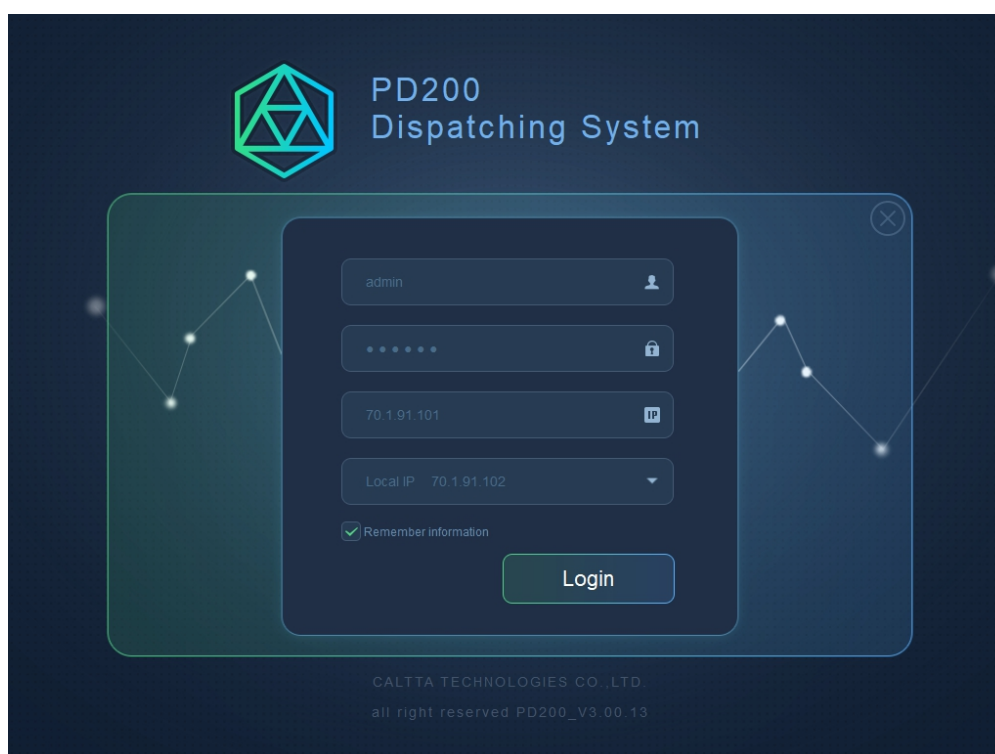 PD200
Dispatching System
admin
●●●●●●
70.1.91.101
IP
Local IP 70.1.91.102
Remember information
Login
CALTTA TECHNOLOGIES CO.,LTD.
all right reserved PD200_V3.00.13